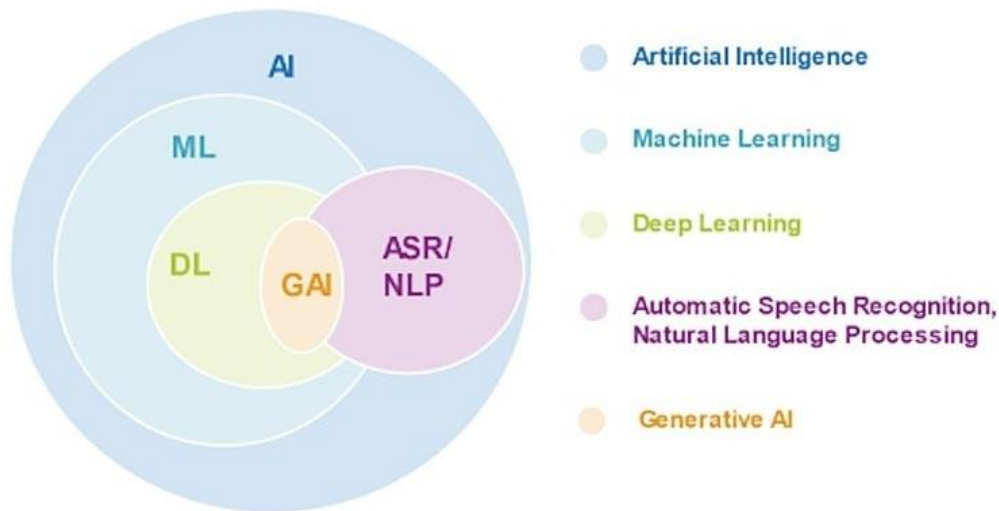 AI
ML
DL
GAI
ASR/
NLP
Artificial Intelligence
Machine Learning
Deep Learning
Automatic Speech Recognition,
Natural Language Processing
Generative AI